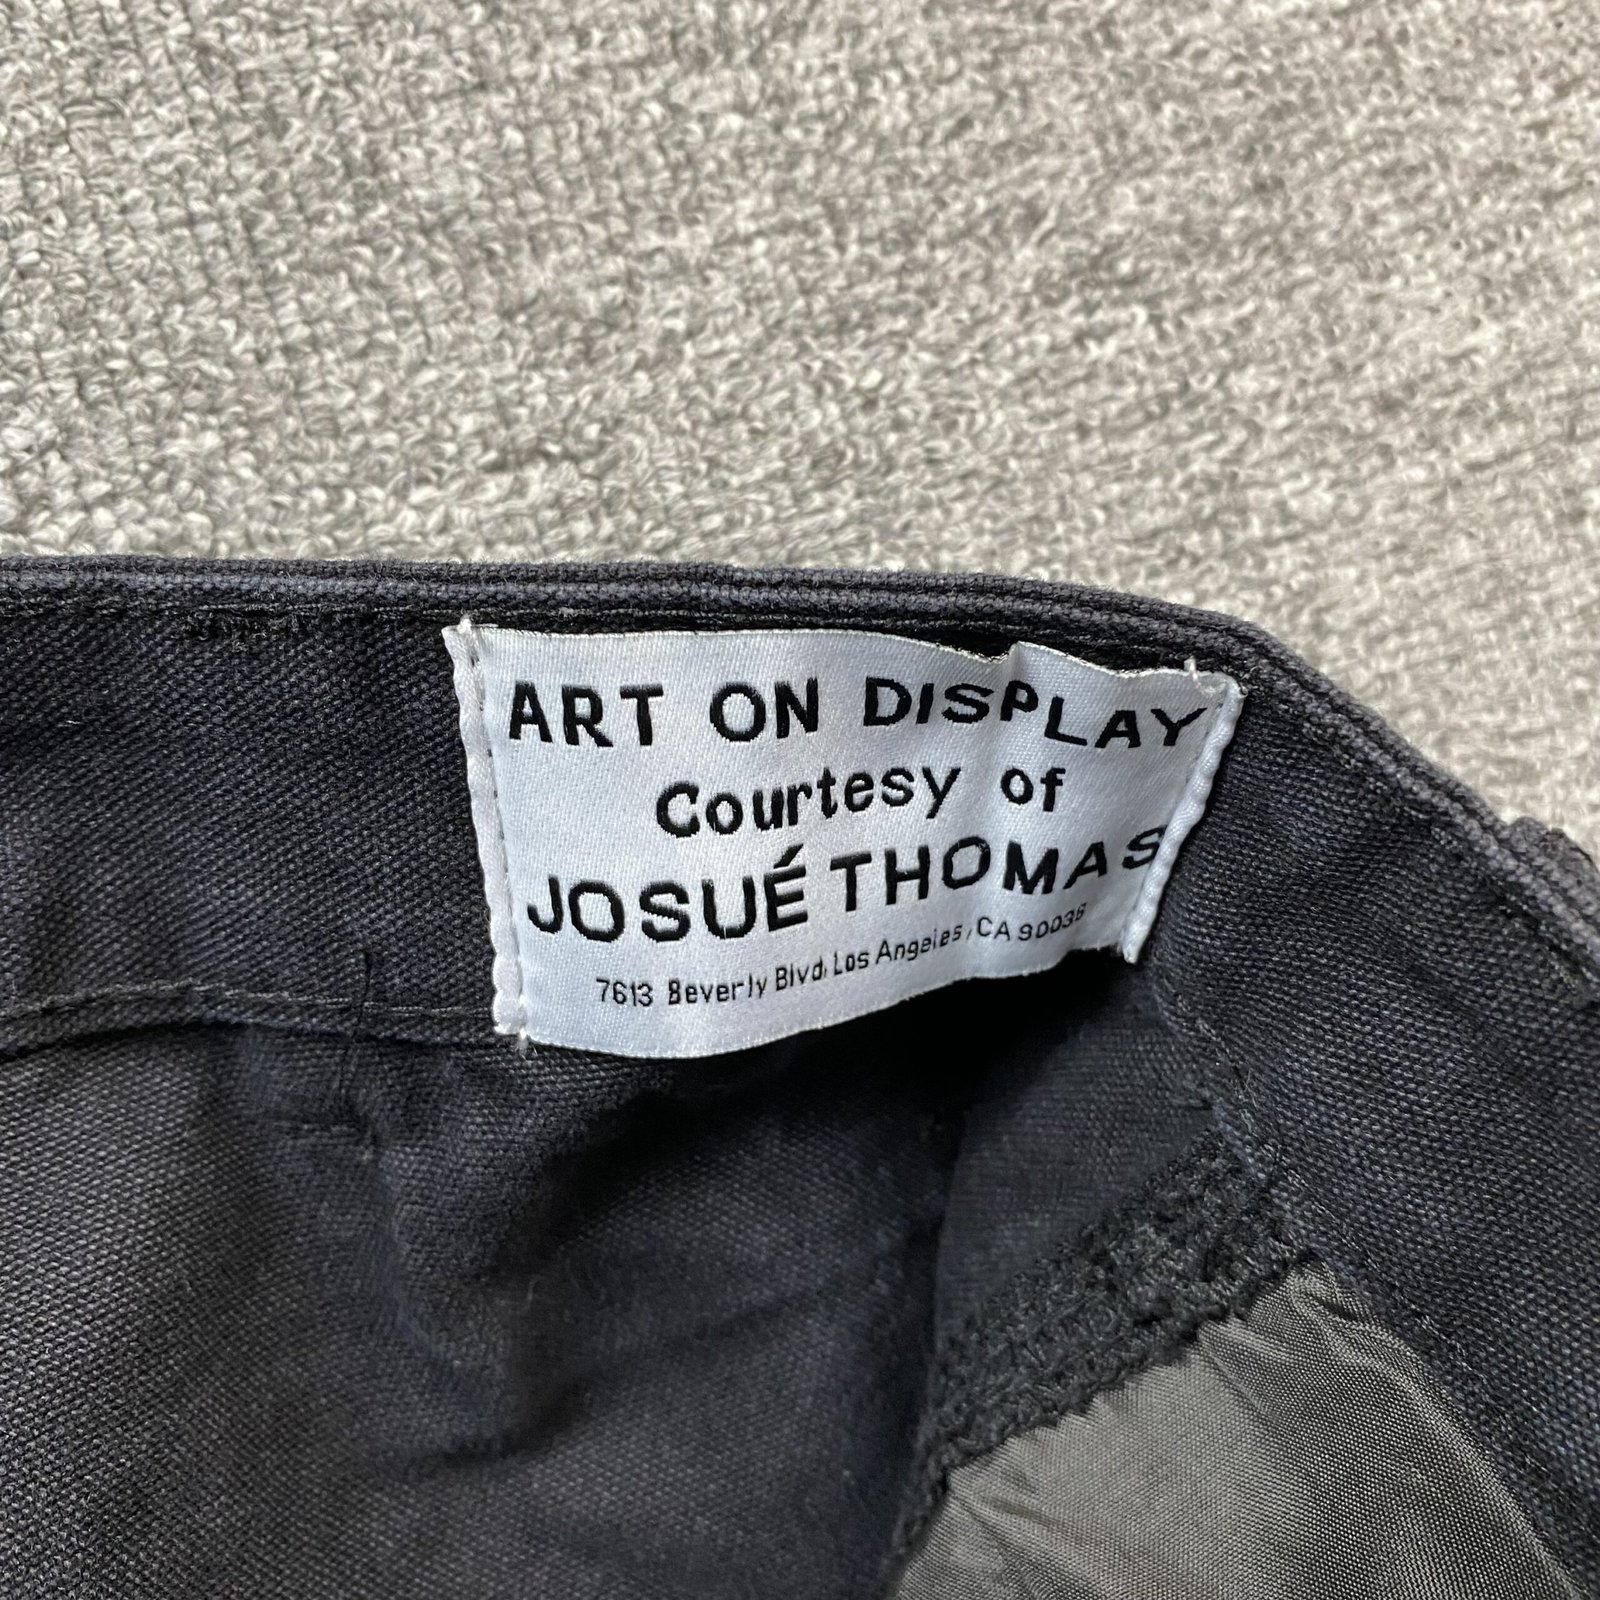 ART ON DISPLAY
Courtesy of
JOSUÉ THOMAS
7613 Beverly Blvd, Los Angeles, CA 90036